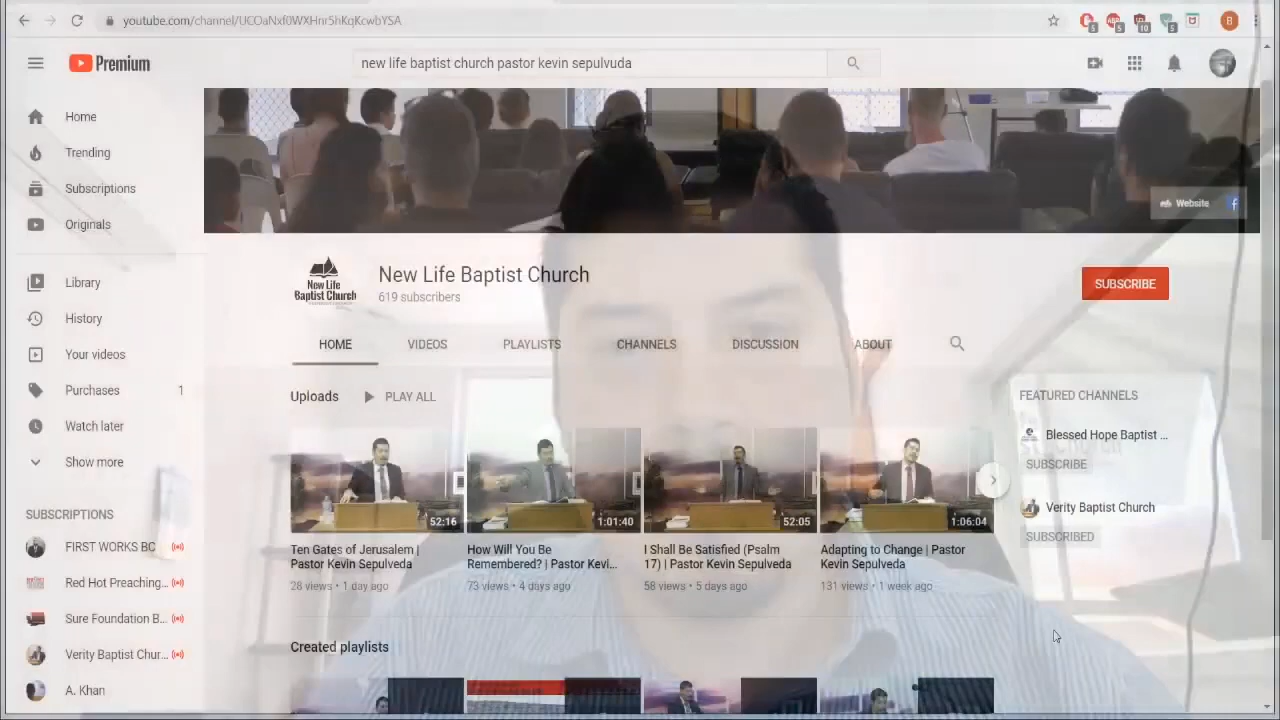 youtube.com/channel/UCOaNxf0WXHnr5hKqKcwbYSA
5 5 10 5 B
Premium
new life baptist church pastor kevin sepulvuda
Home
Trending
Subscriptions
Originals
Library
History
Your videos
Purchases 1
Watch later
Show more
SUBSCRIPTIONS
FIRST WORKS BC
Red Hot Preaching...
Sure Foundation B...
Verity Baptist Chur...
A. Khan
Website
New Life
Baptist Church
New Life Baptist Church
619 subscribers
SUBSCRIBE
HOME VIDEOS PLAYLISTS CHANNELS DISCUSSION ABOUT
Uploads PLAY ALL
52:16 1:01:40 52:05 1:06:04
Ten Gates of Jerusalem |
Pastor Kevin Sepulveda
28 views • 1 day ago
How Will You Be
Remembered? | Pastor Kevi...
73 views • 4 days ago
I Shall Be Satisfied (Psalm
17) | Pastor Kevin Sepulveda
58 views • 5 days ago
Adapting to Change | Pastor
Kevin Sepulveda
131 views • 1 week ago
Created playlists
FEATURED CHANNELS
Blessed Hope Baptist ...
SUBSCRIBE
Verity Baptist Church
SUBSCRIBED